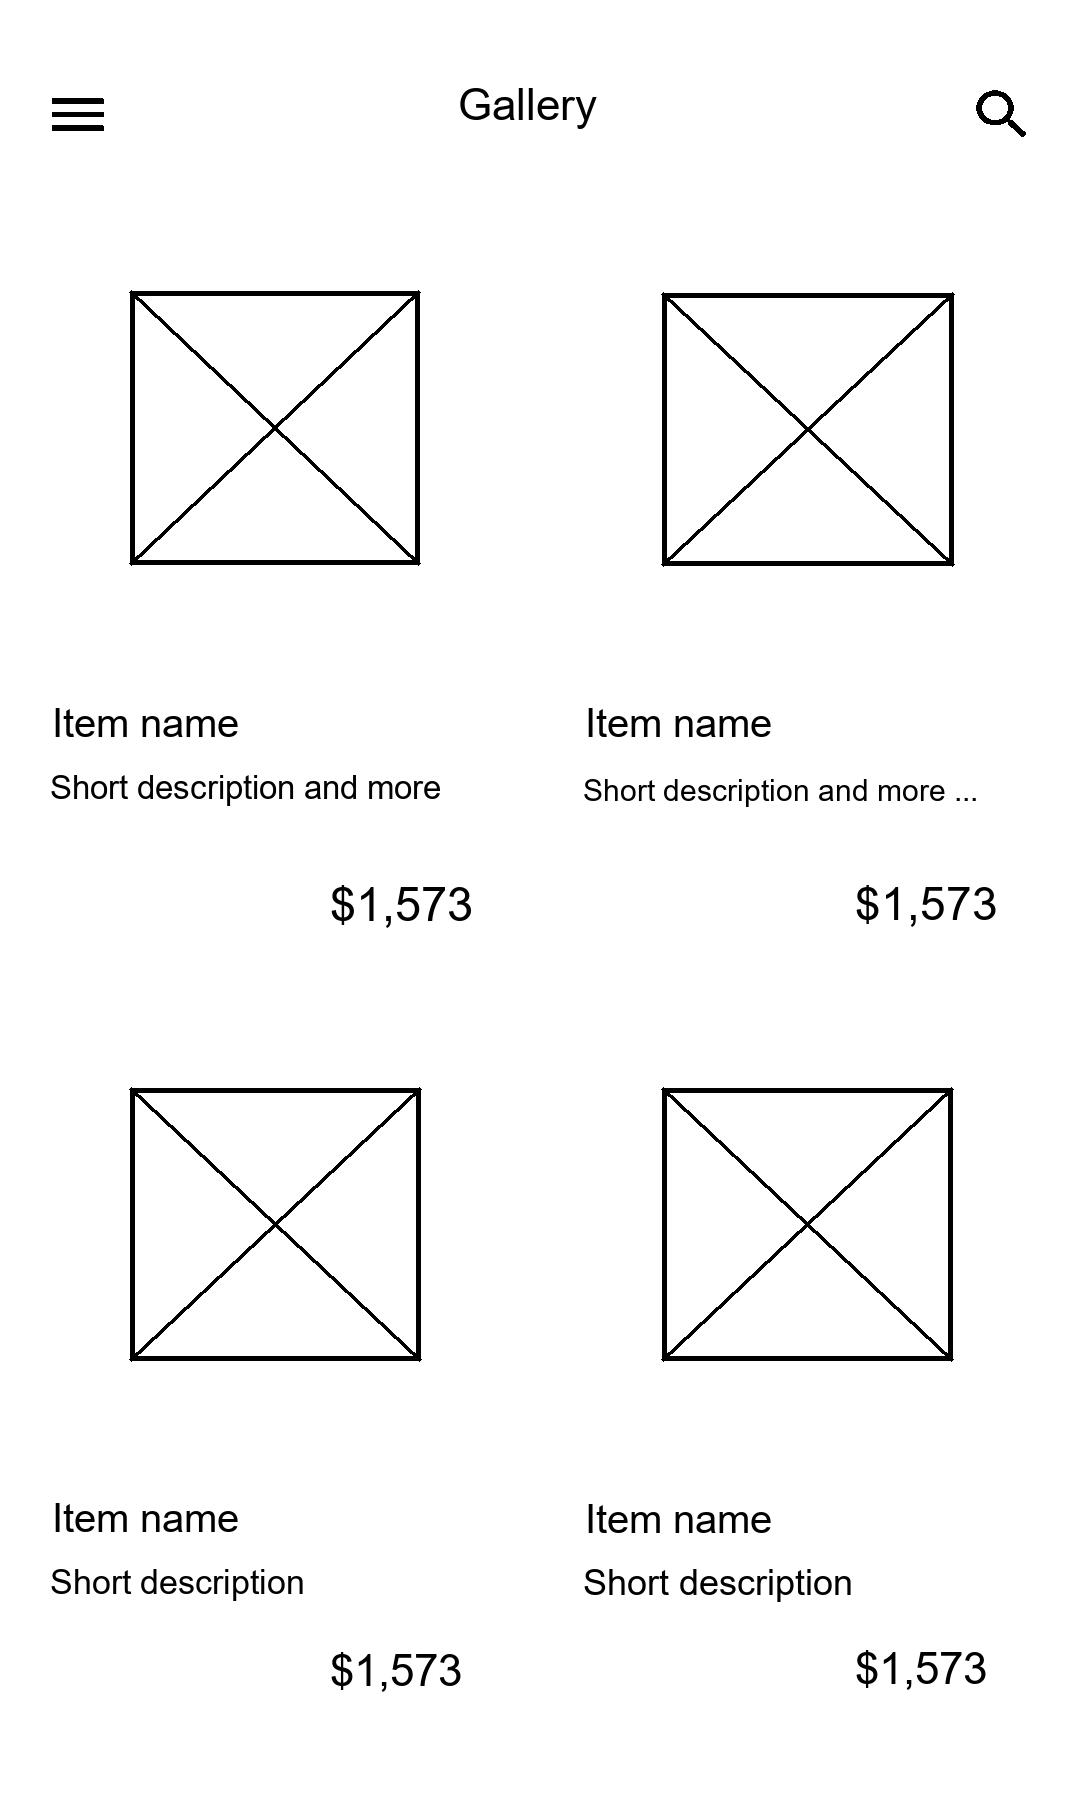 Gallery
Item name
Short description and more
$1,573
Item name
Short description and more ...
$1,573
Item name
Short description
$1,573
Item name
Short description
$1,573